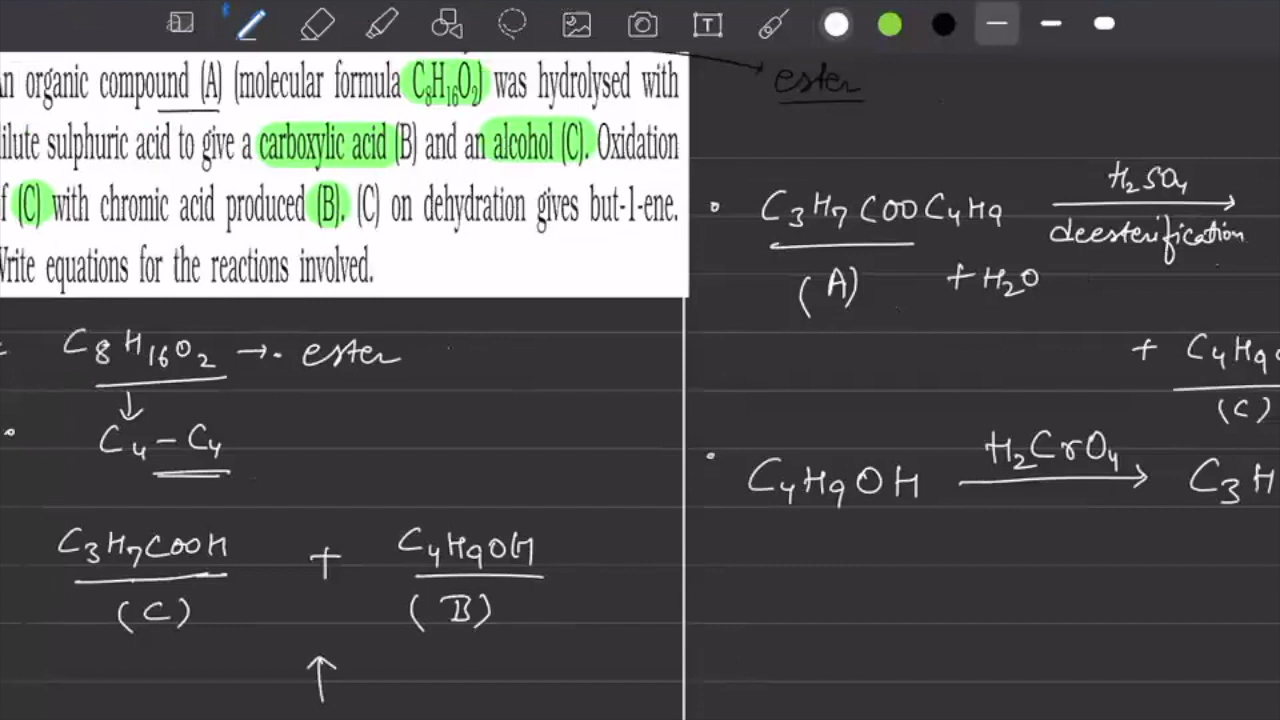 n organic compound (A) (molecular formula C₈H₁₆O₂) was hydrolysed with
ilute sulphuric acid to give a carboxylic acid (B) and an alcohol (C). Oxidation
f (C) with chromic acid produced (B). (C) on dehydration gives but-1-ene.
Write equations for the reactions involved.
C₈H₁₆O₂ → . ester
↓
C₄ – C₄
C₃H₇COOH + C₄H₉OH
(C) (B)
↑
ester
• C₃H₇COOC₄H₉ H₂SO₄ →
deesterification
(A) + H₂O
+ C₄H₉
(C)
• C₄H₉OH H₂CrO₄ → C₃H
T